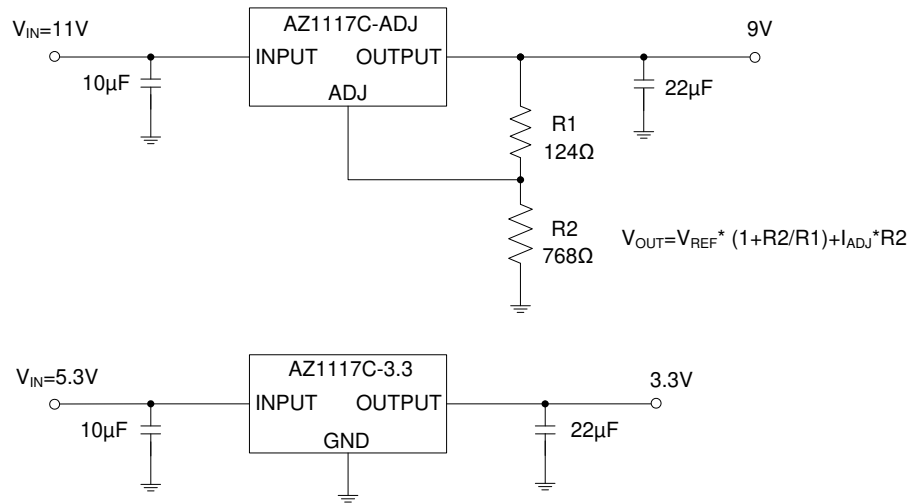 AZ1117C-ADJ
V_IN=11V
9V
INPUT OUTPUT
10µF
ADJ
22µF
R1
124Ω
R2
768Ω
V_OUT=V_REF* (1+R2/R1)+I_ADJ*R2
AZ1117C-3.3
V_IN=5.3V
3.3V
INPUT OUTPUT
10µF
GND
22µF